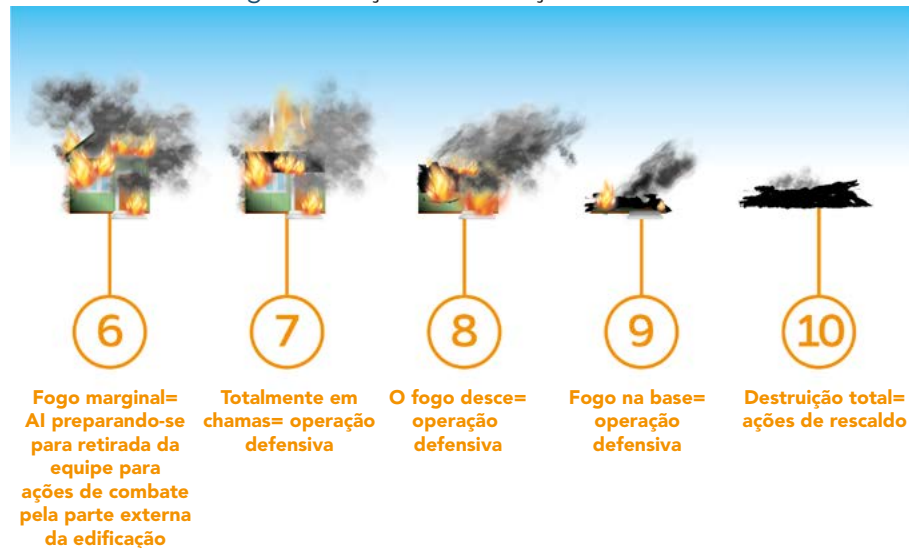 6
7
8
9
10
Fogo marginal=
AI preparando-se
para retirada da
equipe para
ações de combate
pela parte externa
da edificação
Totalmente em
chamas= operação
defensiva
O fogo desce=
operação
defensiva
Fogo na base=
operação
defensiva
Destruição total=
ações de rescaldo